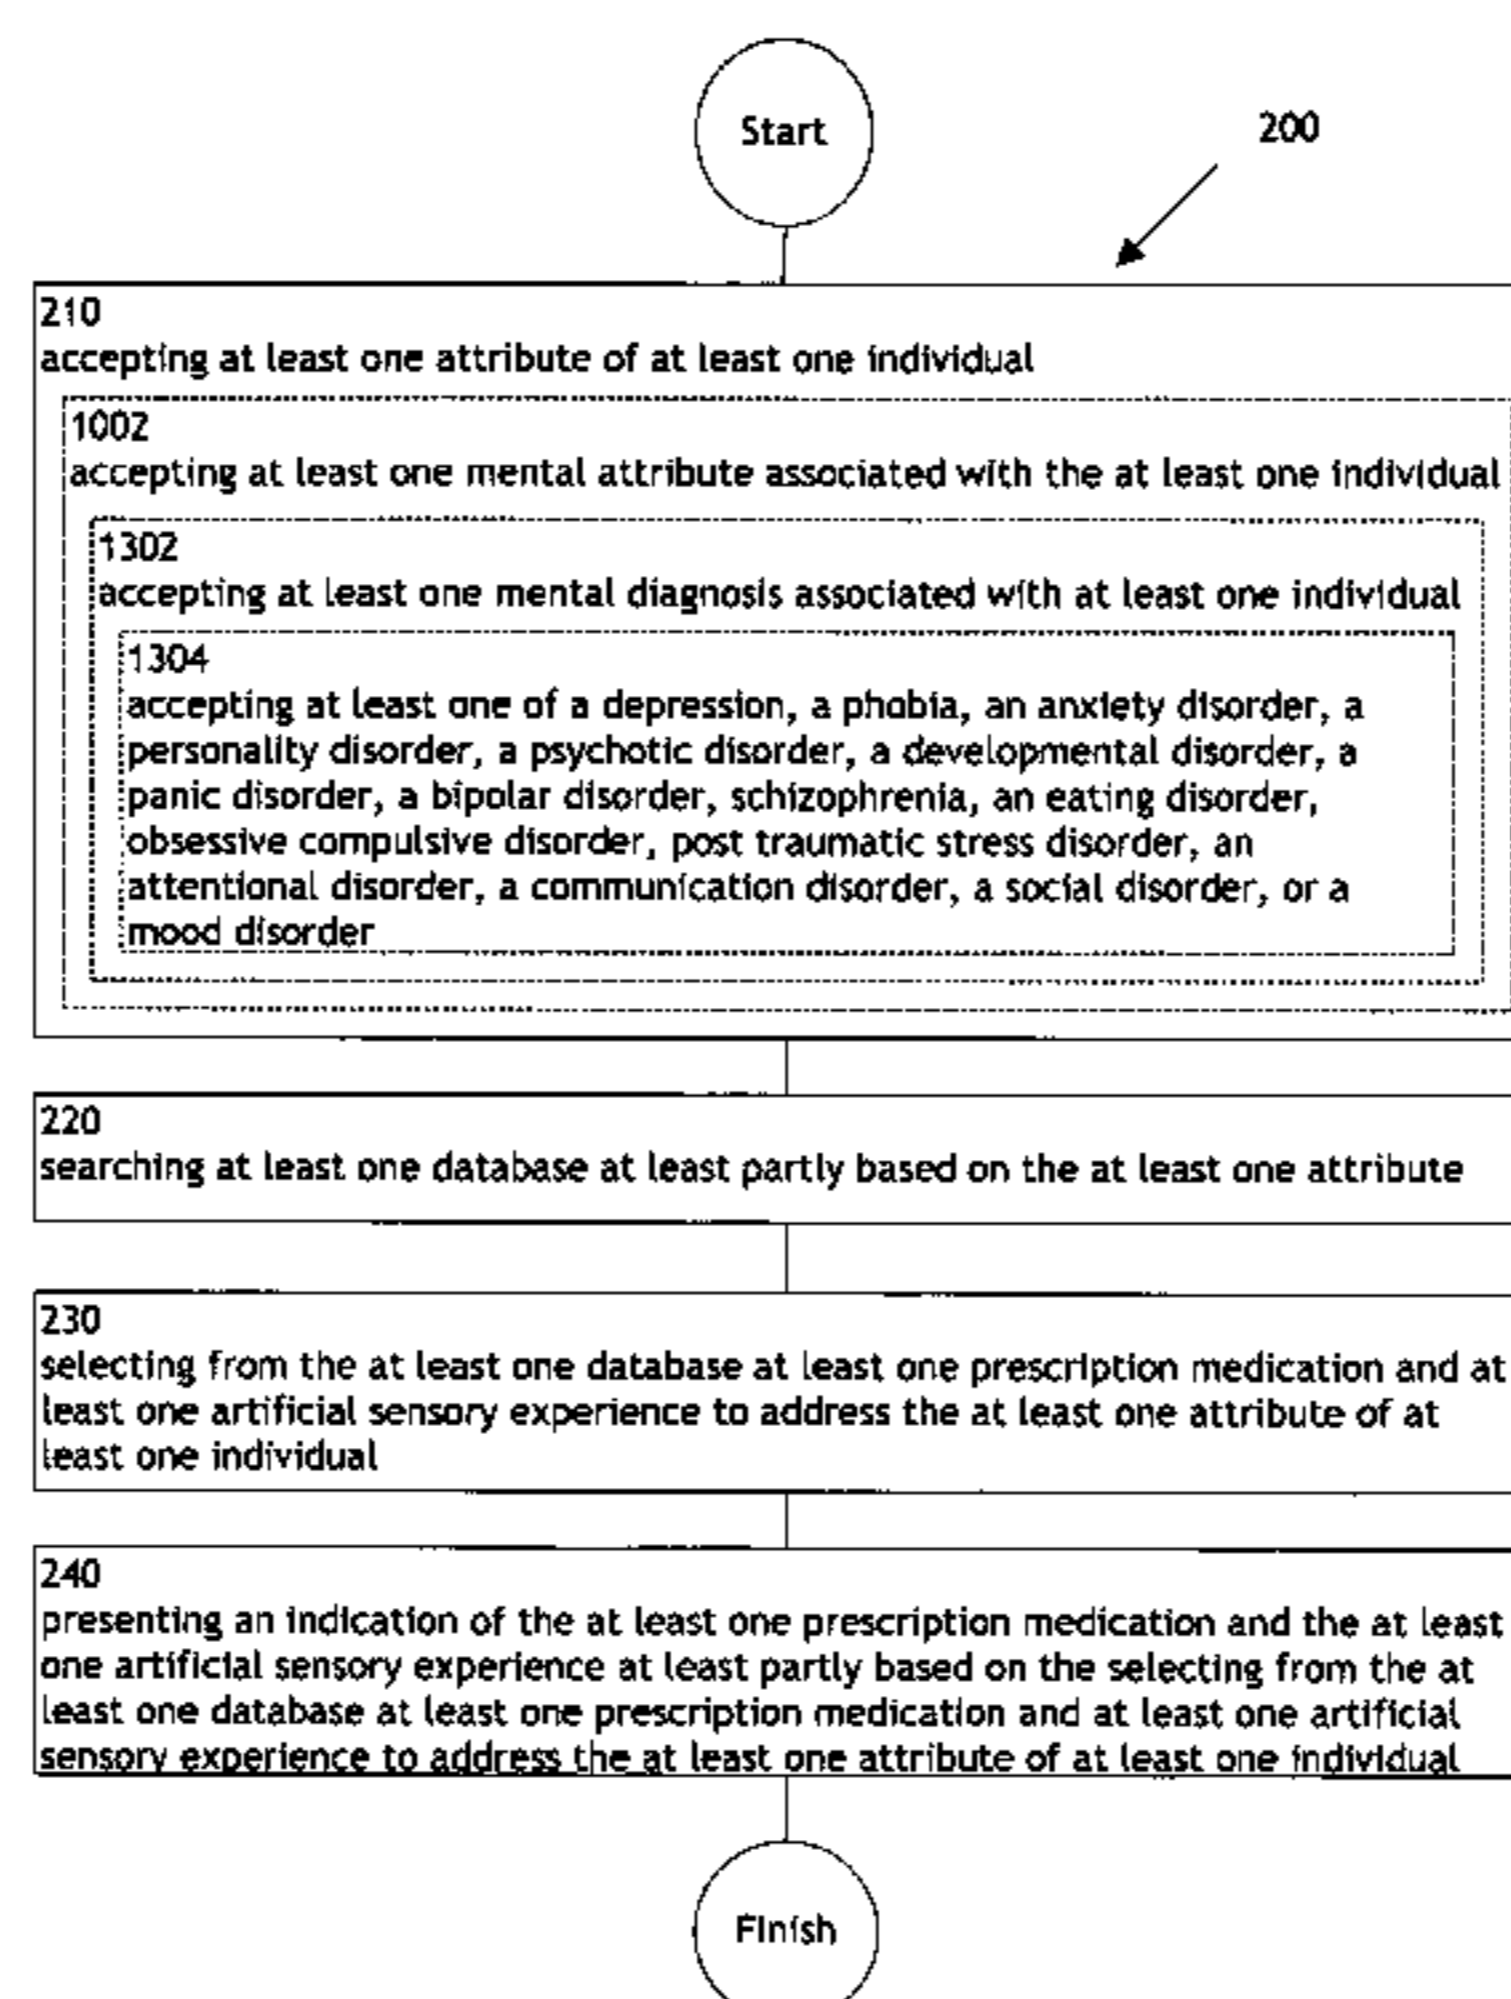 Start
200
210
accepting at least one attribute of at least one individual
1002
accepting at least one mental attribute associated with the at least one individual
1302
accepting at least one mental diagnosis associated with at least one individual
1304
accepting at least one of a depression, a phobia, an anxiety disorder, a
personality disorder, a psychotic disorder, a developmental disorder, a
panic disorder, a bipolar disorder, schizophrenia, an eating disorder,
obsessive compulsive disorder, post traumatic stress disorder, an
attentional disorder, a communication disorder, a social disorder, or a
mood disorder
220
searching at least one database at least partly based on the at least one attribute
230
selecting from the at least one database at least one prescription medication and at
least one artificial sensory experience to address the at least one attribute of at
least one individual
240
presenting an indication of the at least one prescription medication and the at least
one artificial sensory experience at least partly based on the selecting from the at
least one database at least one prescription medication and at least one artificial
sensory experience to address the at least one attribute of at least one individual
Finish